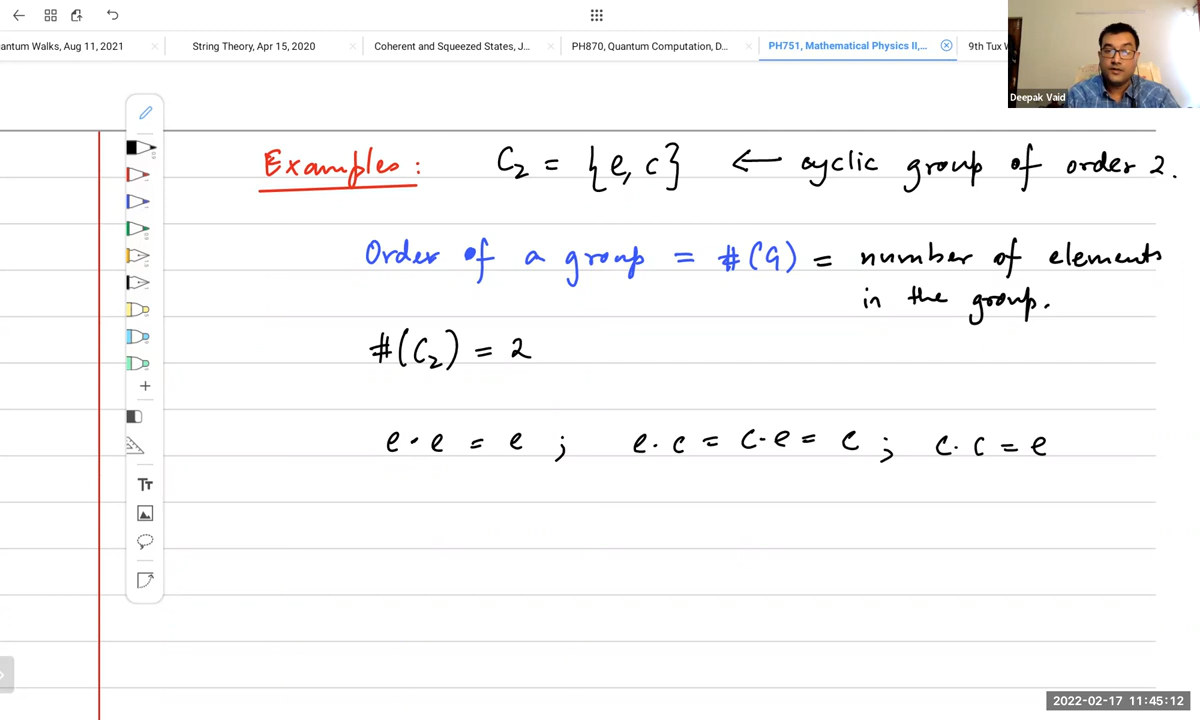 antum Walks, Aug 11, 2021
String Theory, Apr 15, 2020
Coherent and Squeezed States, J...
PH870, Quantum Computation, D...
PH751, Mathematical Physics II,...
9th Tux W
Deepak Vaid
Examples : C₂ = {e, c} ← cyclic group of order 2.
Order of a group = #(G) = number of elements
in the group.
#(C₂) = 2
e · e = e ; e · c = c · e = c ; c · c = e
TT
2022-02-17 11:45:12